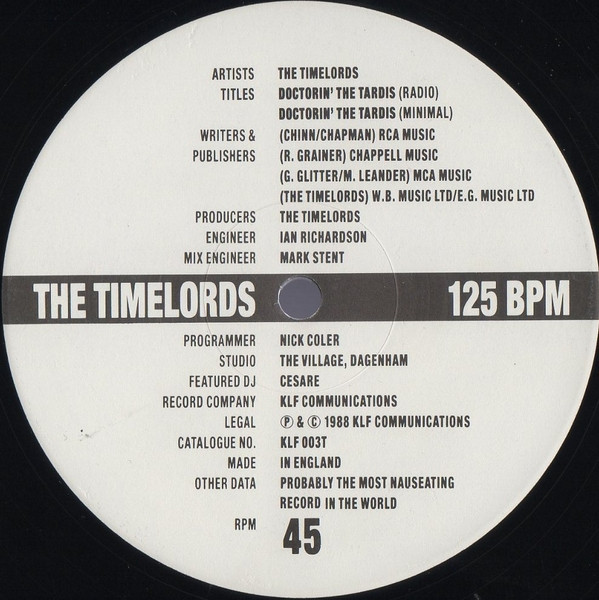 ARTISTS THE TIMELORDS
TITLES DOCTORIN' THE TARDIS (RADIO)
DOCTORIN' THE TARDIS (MINIMAL)
WRITERS & (CHINN/CHAPMAN) RCA MUSIC
PUBLISHERS (R. GRAINER) CHAPPELL MUSIC
(G. GLITTER/M. LEANDER) MCA MUSIC
(THE TIMELORDS) W.B. MUSIC LTD/E.G. MUSIC LTD
PRODUCERS THE TIMELORDS
ENGINEER IAN RICHARDSON
MIX ENGINEER MARK STENT
THE TIMELORDS 125 BPM
PROGRAMMER NICK COLER
STUDIO THE VILLAGE, DAGENHAM
FEATURED DJ CESARE
RECORD COMPANY KLF COMMUNICATIONS
LEGAL ℗ & © 1988 KLF COMMUNICATIONS
CATALOGUE NO. KLF 003T
MADE IN ENGLAND
OTHER DATA PROBABLY THE MOST NAUSEATING
RECORD IN THE WORLD
RPM 45